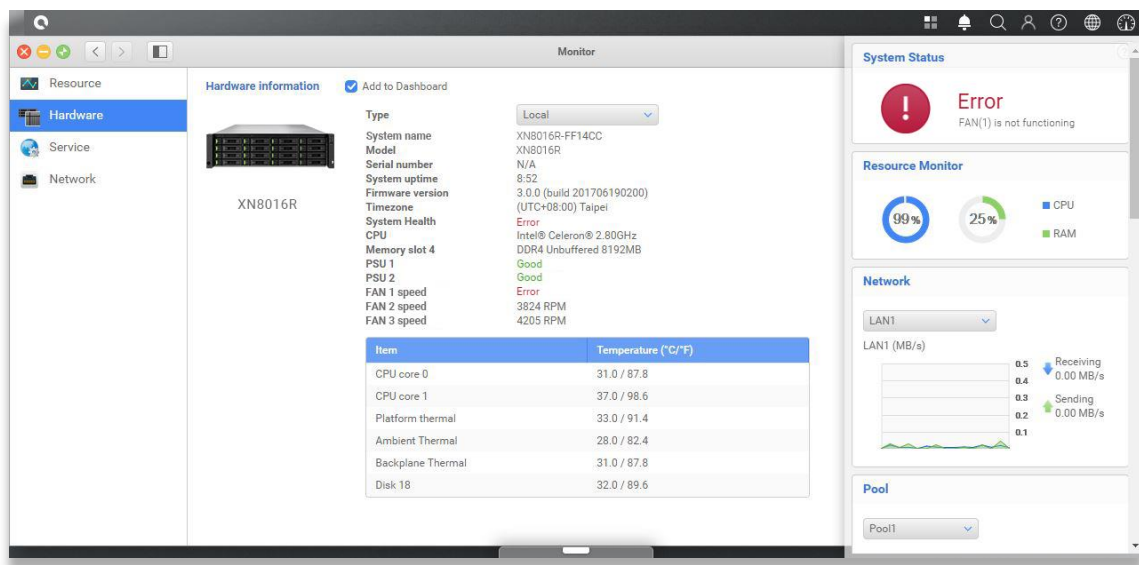 Monitor
Resource
Hardware
Service
Network
Hardware information
Add to Dashboard
XN8016R
Type Local
System name XN8016R-FF14CC
Model XN8016R
Serial number N/A
System uptime 8:52
Firmware version 3.0.0 (build 201706190200)
Timezone (UTC+08:00) Taipei
System Health Error
CPU Intel® Celeron® 2.80GHz
Memory slot 4 DDR4 Unbuffered 8192MB
PSU 1 Good
PSU 2 Good
FAN 1 speed Error
FAN 2 speed 3824 RPM
FAN 3 speed 4205 RPM
Item Temperature (°C/°F)
CPU core 0 31.0 / 87.8
CPU core 1 37.0 / 98.6
Platform thermal 33.0 / 91.4
Ambient Thermal 28.0 / 82.4
Backplane Thermal 31.0 / 87.8
Disk 18 32.0 / 89.6
System Status
Error
FAN(1) is not functioning
Resource Monitor
99% 25%
CPU
RAM
Network
LAN1
LAN1 (MB/s)
0.5
0.4
0.3
0.2
0.1
Receiving
0.00 MB/s
Sending
0.00 MB/s
Pool
Pool1